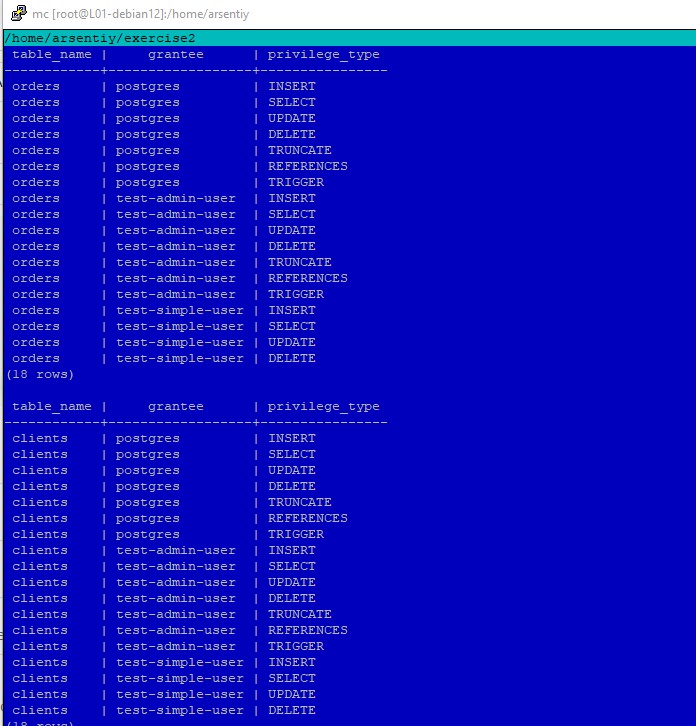 mc [root@L01-debian12]:/home/arsentiy
/home/arsentiy/exercise2
 table_name |     grantee      | privilege_type
------------+------------------+----------------
 orders     | postgres         | INSERT
 orders     | postgres         | SELECT
 orders     | postgres         | UPDATE
 orders     | postgres         | DELETE
 orders     | postgres         | TRUNCATE
 orders     | postgres         | REFERENCES
 orders     | postgres         | TRIGGER
 orders     | test-admin-user  | INSERT
 orders     | test-admin-user  | SELECT
 orders     | test-admin-user  | UPDATE
 orders     | test-admin-user  | DELETE
 orders     | test-admin-user  | TRUNCATE
 orders     | test-admin-user  | REFERENCES
 orders     | test-admin-user  | TRIGGER
 orders     | test-simple-user | INSERT
 orders     | test-simple-user | SELECT
 orders     | test-simple-user | UPDATE
 orders     | test-simple-user | DELETE
(18 rows)

 table_name |     grantee      | privilege_type
------------+------------------+----------------
 clients    | postgres         | INSERT
 clients    | postgres         | SELECT
 clients    | postgres         | UPDATE
 clients    | postgres         | DELETE
 clients    | postgres         | TRUNCATE
 clients    | postgres         | REFERENCES
 clients    | postgres         | TRIGGER
 clients    | test-admin-user  | INSERT
 clients    | test-admin-user  | SELECT
 clients    | test-admin-user  | UPDATE
 clients    | test-admin-user  | DELETE
 clients    | test-admin-user  | TRUNCATE
 clients    | test-admin-user  | REFERENCES
 clients    | test-admin-user  | TRIGGER
 clients    | test-simple-user | INSERT
 clients    | test-simple-user | SELECT
 clients    | test-simple-user | UPDATE
 clients    | test-simple-user | DELETE
(18 rows)